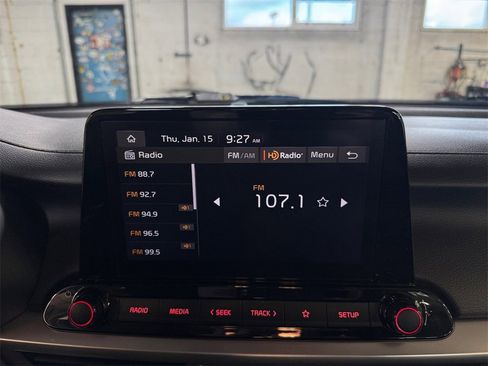 Thu, Jan. 15 9:27 AM
Radio FM/AM HD Radio Menu
FM 88.7
FM 92.7
FM 94.9
FM 96.5
FM 99.5
FM
107.1
RADIO MEDIA < SEEK TRACK > SETUP